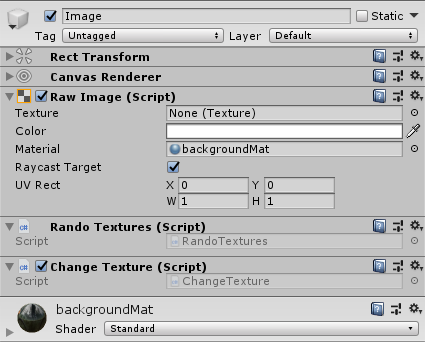 Image Static
Tag Untagged Layer Default
Rect Transform
Canvas Renderer
Raw Image (Script)
Texture None (Texture)
Color
Material backgroundMat
Raycast Target
UV Rect X 0 Y 0
W 1 H 1
C# Rando Textures (Script)
Script RandoTextures
C# Change Texture (Script)
Script ChangeTexture
backgroundMat
Shader Standard